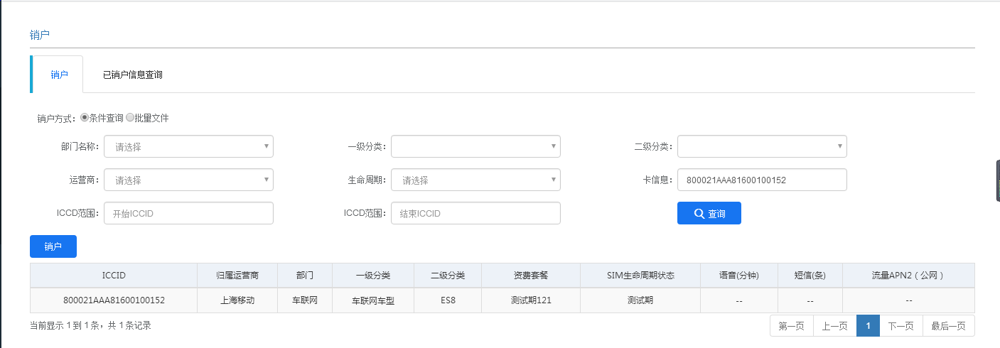 销户
销户 已销户信息查询
销户方式： 条件查询 批量文件
部门名称： 请选择 一级分类： 二级分类：
运营商： 请选择 生命周期： 请选择 卡信息： 800021AAA81600100152
ICCD范围： 开始ICCID ICCD范围： 结束ICCID 查询
销户
ICCID 归属运营商 部门 一级分类 二级分类 资费套餐 SIM生命周期状态 语音(分钟) 短信(条) 流量APN2（公网）
800021AAA81600100152 上海移动 车联网 车联网车型 ES8 测试期121 测试期 -- -- --
当前显示 1 到 1 条，共 1 条记录 第一页 上一页 1 下一页 最后一页